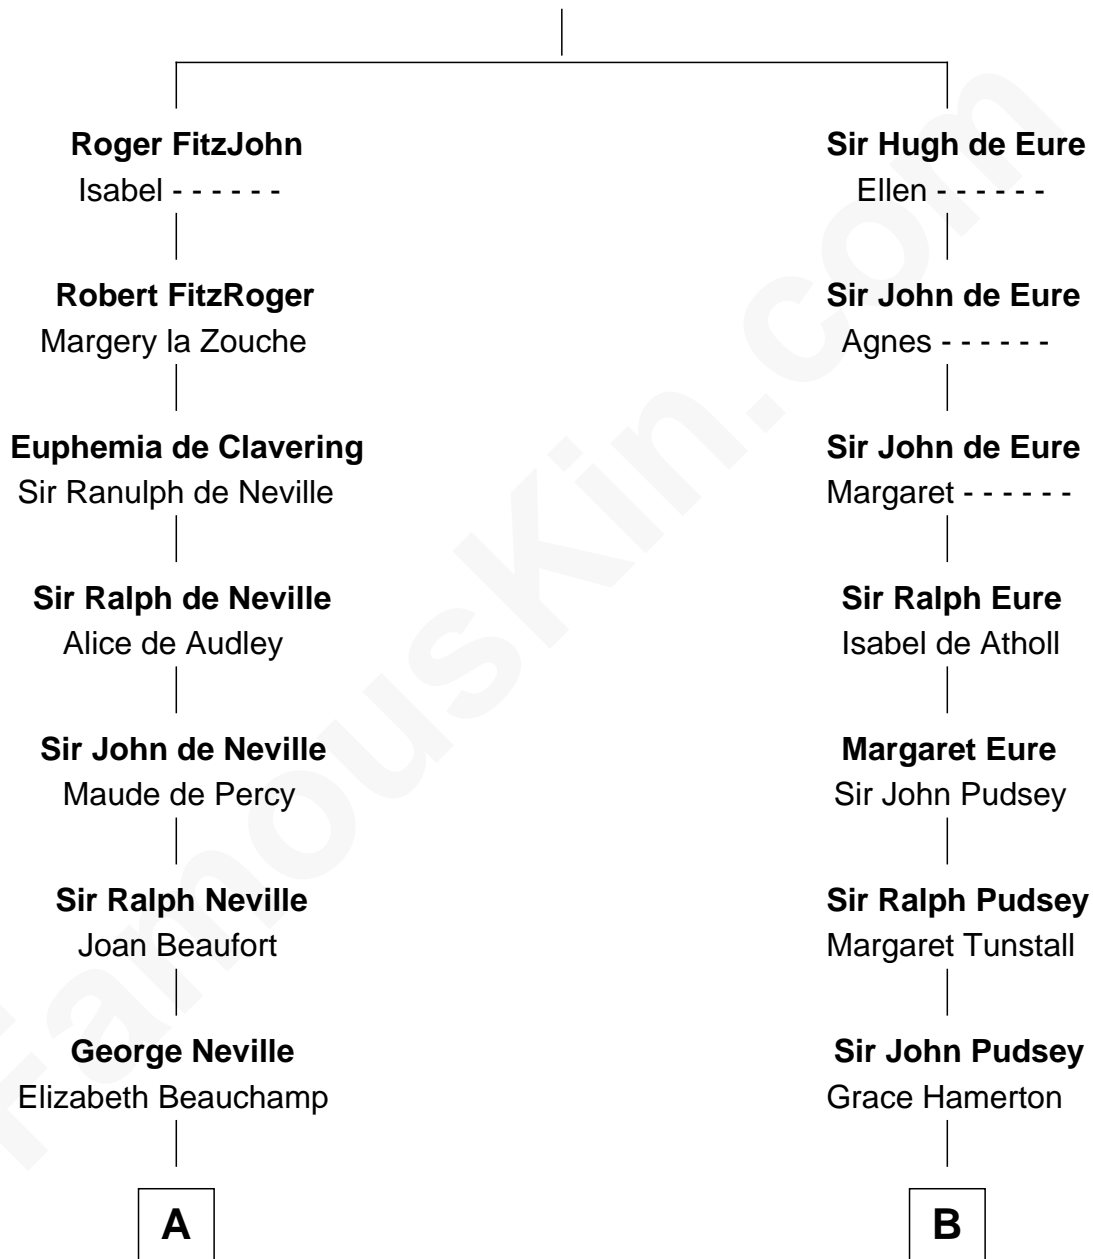 Roger FitzJohn
Isabel - - - - - -
Robert FitzRoger
Margery la Zouche
Euphemia de Clavering
Sir Ranulph de Neville
Sir Ralph de Neville
Alice de Audley
Sir John de Neville
Maude de Percy
Sir Ralph Neville
Joan Beaufort
George Neville
Elizabeth Beauchamp
A
Sir Hugh de Eure
Ellen - - - - - -
Sir John de Eure
Agnes - - - - - -
Sir John de Eure
Margaret - - - - - -
Sir Ralph Eure
Isabel de Atholl
Margaret Eure
Sir John Pudsey
Sir Ralph Pudsey
Margaret Tunstall
Sir John Pudsey
Grace Hamerton
B
FamousKin.com